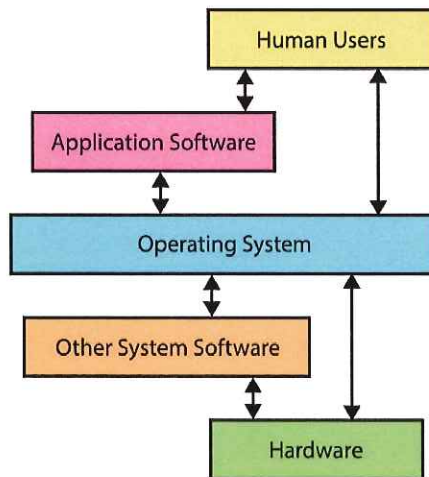 Human Users
Application Software
Operating System
Other System Software
Hardware